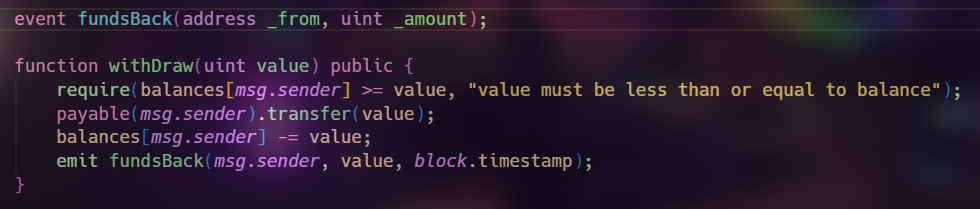 event fundsBack(address _from, uint _amount);
function withDraw(uint value) public {
require(balances[msg.sender] >= value, "value must be less than or equal to balance");
payable(msg.sender).transfer(value);
balances[msg.sender] -= value;
emit fundsBack(msg.sender, value, block.timestamp);
}